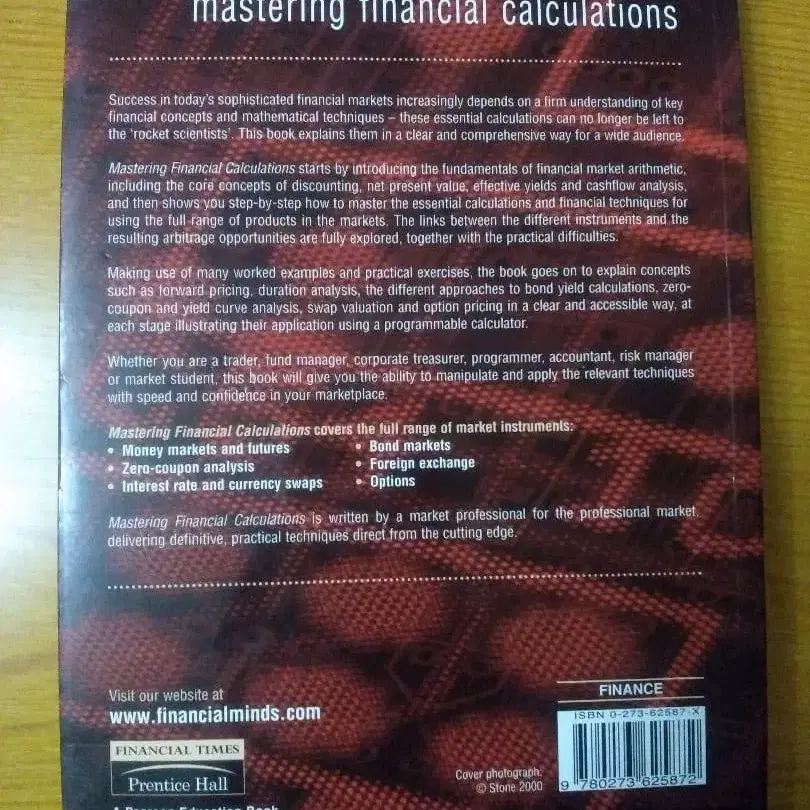 mastering financial calculations
Success in today's sophisticated financial markets increasingly depends on a firm understanding of key
financial concepts and mathematical techniques – these essential calculations can no longer be left to
the 'rocket scientists'. This book explains them in a clear and comprehensive way for a wide audience.
Mastering Financial Calculations starts by introducing the fundamentals of financial market arithmetic,
including the core concepts of discounting, net present value, effective yields and cashflow analysis,
and then shows you step-by-step how to master the essential calculations and financial techniques for
using the full range of products in the markets. The links between the different instruments and the
resulting arbitrage opportunities are fully explored, together with the practical difficulties.
Making use of many worked examples and practical exercises, the book goes on to explain concepts
such as forward pricing, duration analysis, the different approaches to bond yield calculations, zero-
coupon and yield curve analysis, swap valuation and option pricing in a clear and accessible way, at
each stage illustrating their application using a programmable calculator.
Whether you are a trader, fund manager, corporate treasurer, programmer, accountant, risk manager
or market student, this book will give you the ability to manipulate and apply the relevant techniques
with speed and confidence in your marketplace.
Mastering Financial Calculations covers the full range of market instruments:
• Money markets and futures
• Zero-coupon analysis
• Interest rate and currency swaps
• Bond markets
• Foreign exchange
• Options
Mastering Financial Calculations is written by a market professional for the professional market,
delivering definitive, practical techniques direct from the cutting edge.
Visit our website at
www.financialminds.com
FINANCIAL TIMES
Prentice Hall
A Pearson Education Book
Cover photograph:
© Stone 2000
FINANCE
ISBN 0-273-62587-X
9 780273 625872